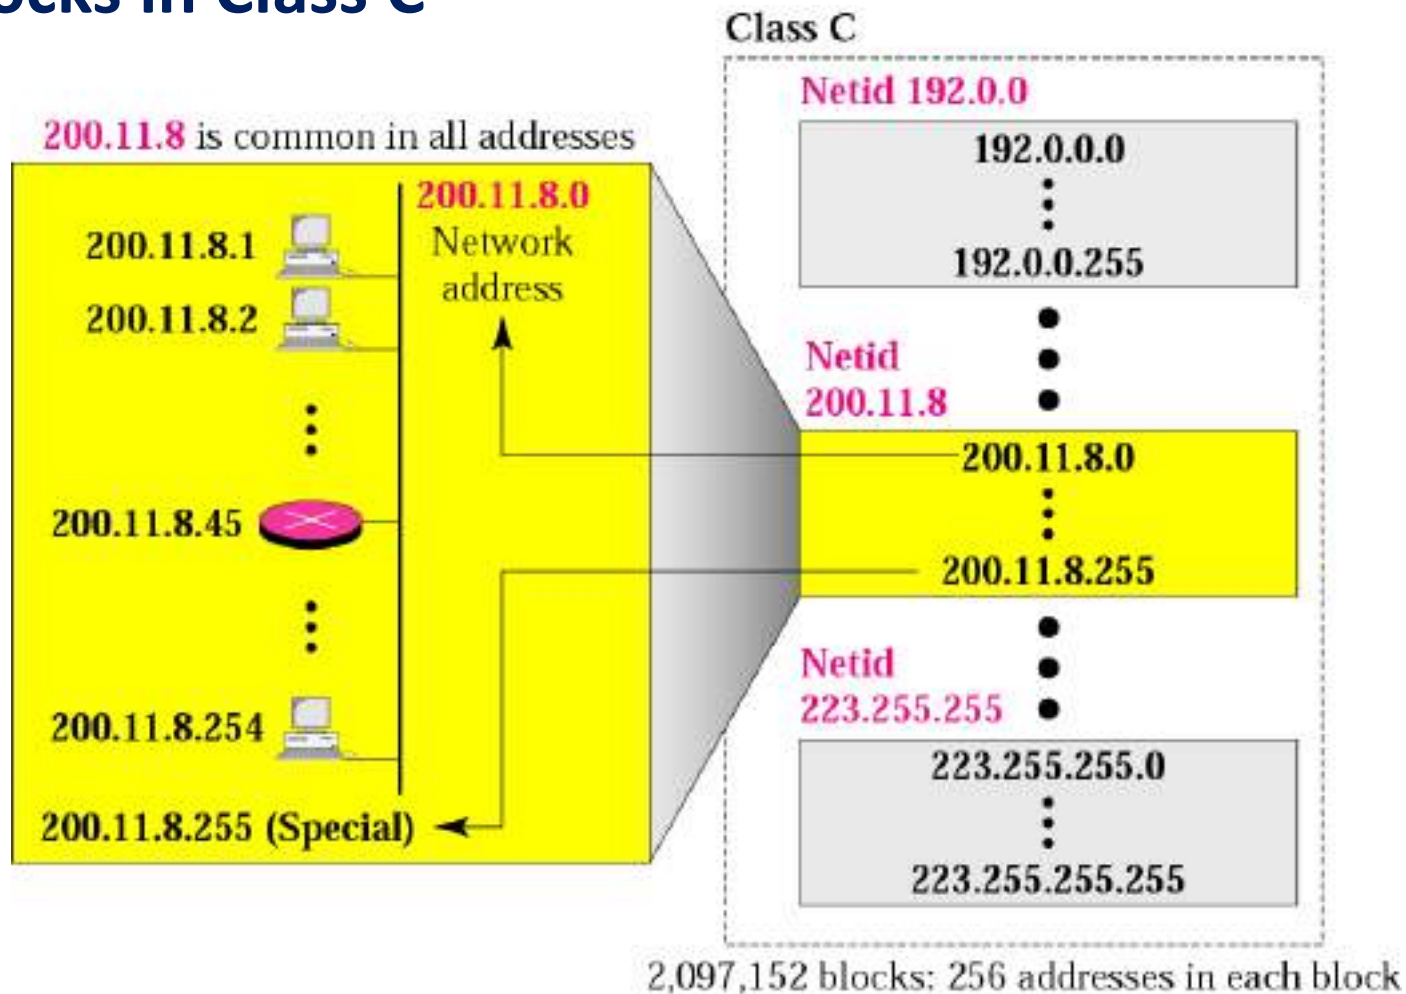 ocks in Class C
Class C
200.11.8 is common in all addresses
200.11.8.0
Network
address
200.11.8.1
200.11.8.2
200.11.8.45
200.11.8.254
200.11.8.255 (Special)
Netid 192.0.0
192.0.0.0
192.0.0.255
Netid
200.11.8
200.11.8.0
200.11.8.255
Netid
223.255.255
223.255.255.0
223.255.255.255
2,097,152 blocks: 256 addresses in each block